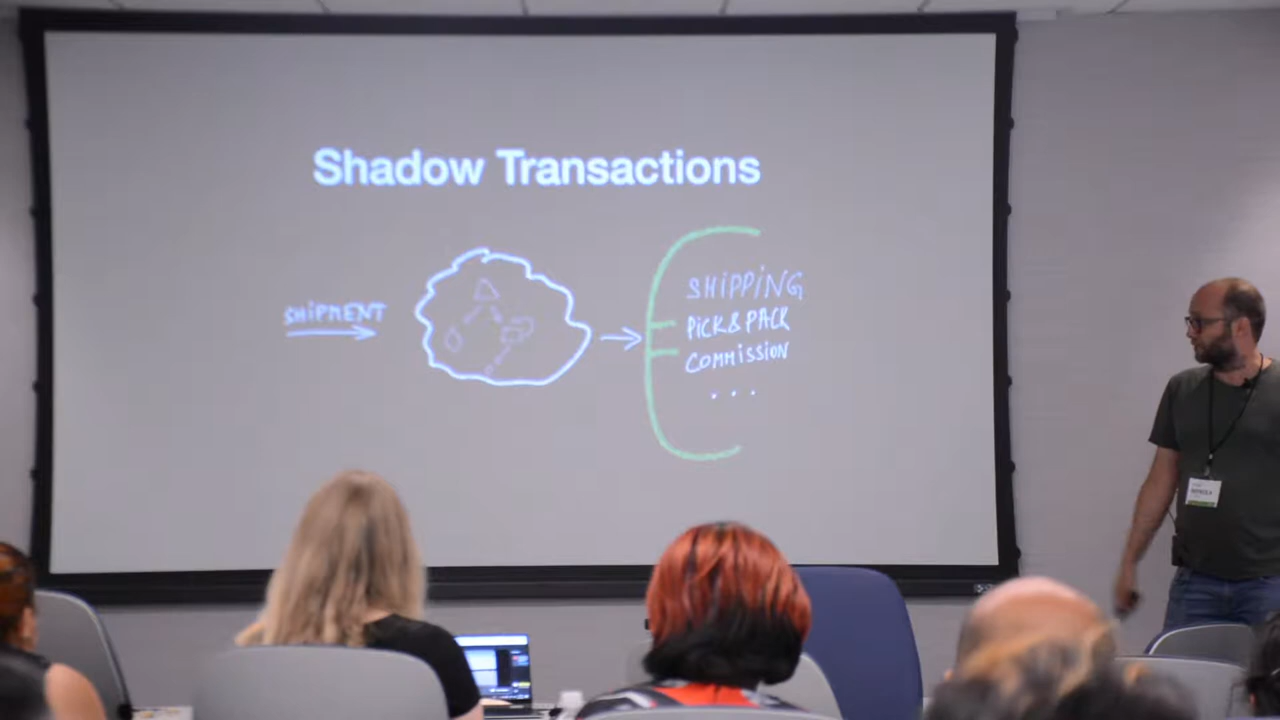 Shadow Transactions
SHIPMENT
SHIPPING
PICK & PACK
COMMISSION
...